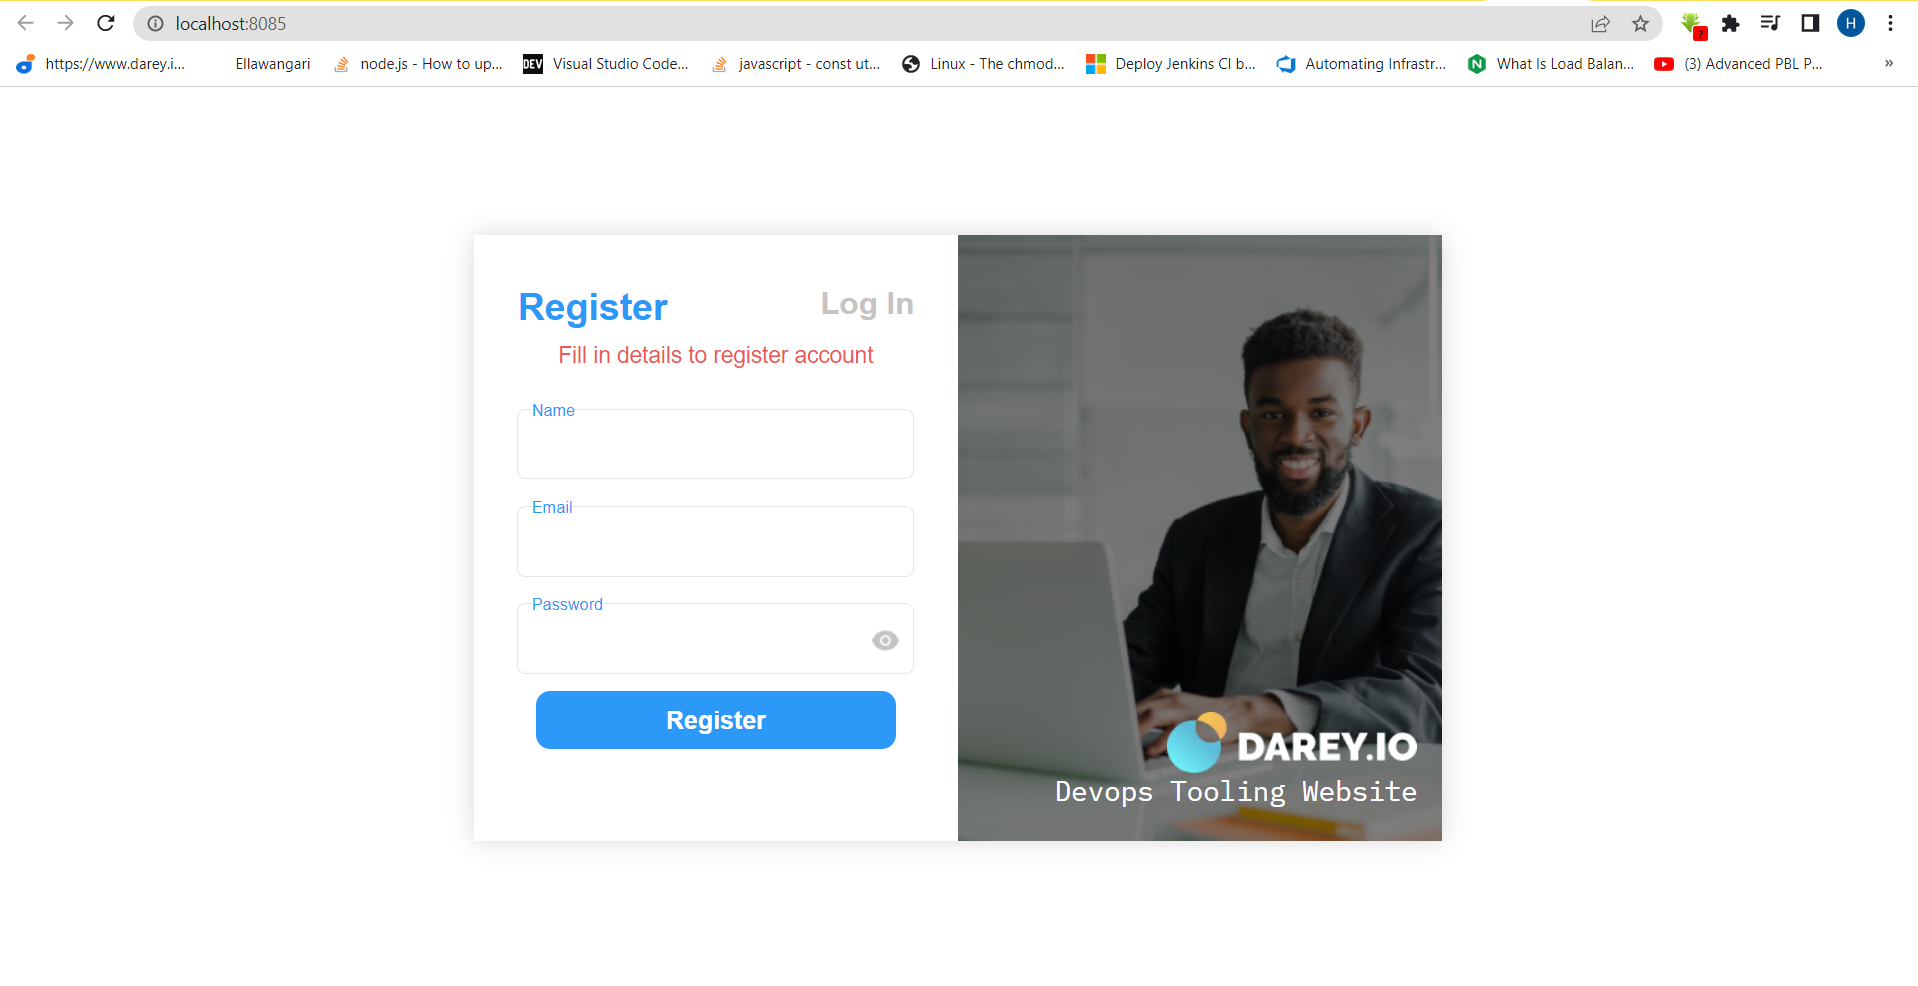 localhost:8085
H
?
https://www.darey.i...
Ellawangari
node.js - How to up...
DEV
Visual Studio Code...
javascript - const ut...
Linux - The chmod...
Deploy Jenkins CI b...
Automating Infrastr...
N
What Is Load Balan...
(3) Advanced PBL P...
»
Register
Log In
Fill in details to register account
Name
Email
Password
Register
DAREY.IO
Devops Tooling Website